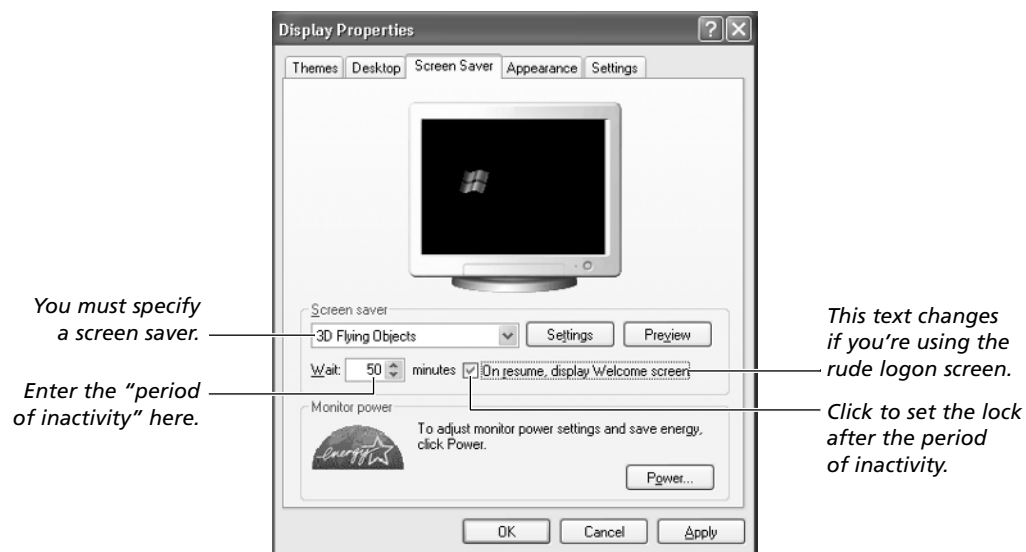 Display Properties
Themes Desktop Screen Saver Appearance Settings
You must specify
a screen saver.
Enter the “period
of inactivity” here.
Screen saver
3D Flying Objects Settings Preview
Wait: 50 minutes On resume, display Welcome screen
Monitor power
energy
To adjust monitor power settings and save energy,
click Power.
Power...
OK Cancel Apply
This text changes
if you’re using the
rude logon screen.
Click to set the lock
after the period
of inactivity.